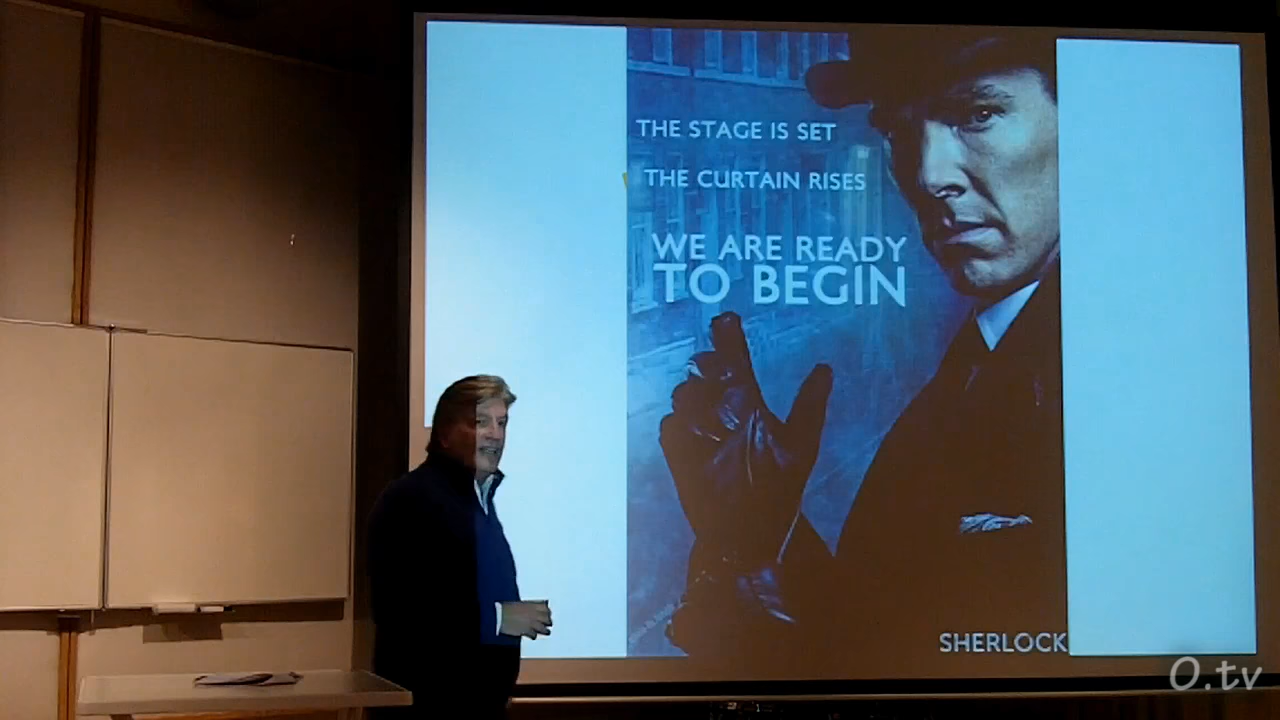 THE STAGE IS SET
THE CURTAIN RISES
WE ARE READY
TO BEGIN
SHERLOCK
O.tv